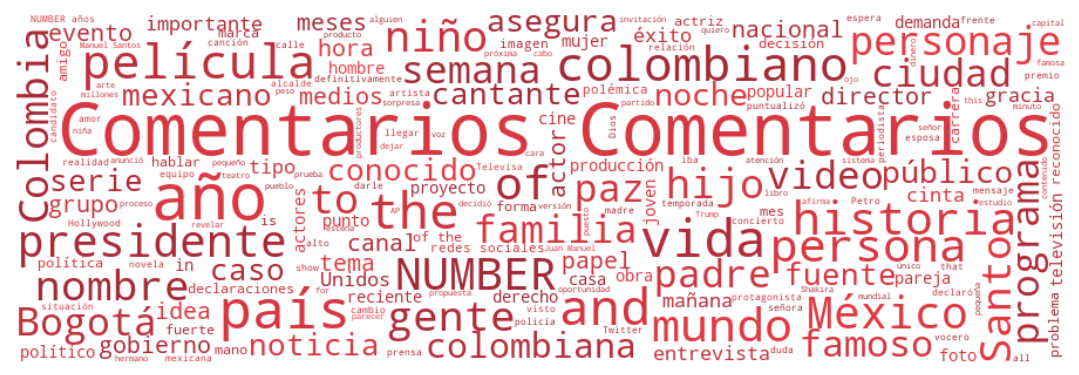 NUMBER años importante meses asegura invitación actriz nacional espera demanda frente capital
evento marca niño imagen mujer éxito decisión personaje
Colombia amigo Manuel Santos canción calle producto hora alguien relación quiero dinero famosa
película hombre semana próxima cabo colombiano ojo ciudad premio
candidato arte alcalde definitivamente artista polémica
millones peso mexicano medios sorpresa cantante noche popular director gracia
amor niña productores llegar voz cine partido Dios puntualizó periodista carrera this minuto
Comentarios Comentarios
dejar cara señor esposa
realidad anunció pequeño hablar tipo prueba conocido Televisa actor producción iba atención sistema video público contenido reconocido
equipo teatro serie pueblo darle of paz hijo libro cinta mensaje
grupo proceso año to the proyecto decidió joven temporada afirma estudio
Hollywood revelar is actores punto AP forma versión madre Trump mes Petro historia programa televisión
presidente alto escena familia puesto concierto vida persona
canal of the redes sociales Juan Manuel papel único that
política novela in caso show tema Unidos NUMBER casa obra padre Shakira fuente pareja Santo problema
nombre declaraciones for reciente propuesta oportunidad mañana protagonista mundial declaró pequeña
situación país cambio derecho visto and señora México
Bogotá idea parecer gente policía mundo
fuerte Twitter vocero
político gobierno mano noticia prensa colombiana entrevista duda famoso foto all
hermano mexicana